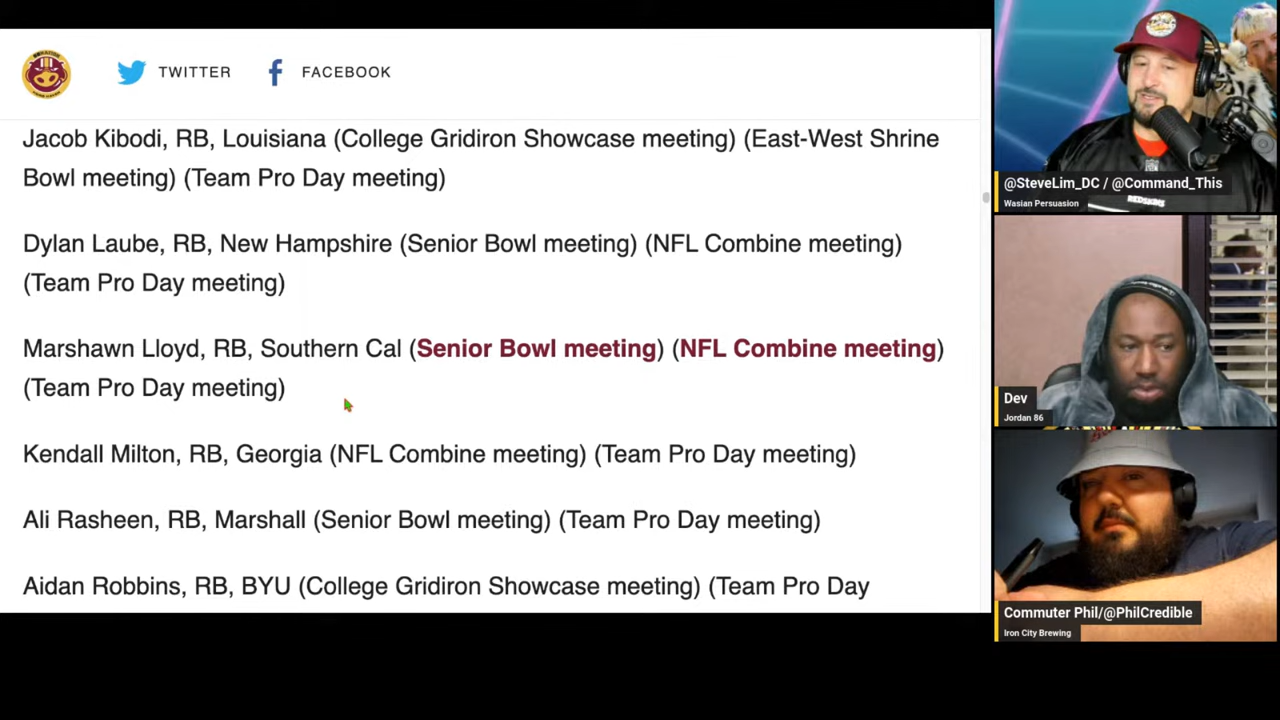 TWITTER
FACEBOOK
Jacob Kibodi, RB, Louisiana (College Gridiron Showcase meeting) (East-West Shrine
Bowl meeting) (Team Pro Day meeting)
Dylan Laube, RB, New Hampshire (Senior Bowl meeting) (NFL Combine meeting)
(Team Pro Day meeting)
Marshawn Lloyd, RB, Southern Cal (Senior Bowl meeting) (NFL Combine meeting)
(Team Pro Day meeting)
Kendall Milton, RB, Georgia (NFL Combine meeting) (Team Pro Day meeting)
Ali Rasheen, RB, Marshall (Senior Bowl meeting) (Team Pro Day meeting)
Aidan Robbins, RB, BYU (College Gridiron Showcase meeting) (Team Pro Day
@SteveLim_DC / @Command_This
Wasian Persuasion
REDSKINS
Dev
Jordan 86
Commuter Phil/@PhilCredible
Iron City Brewing